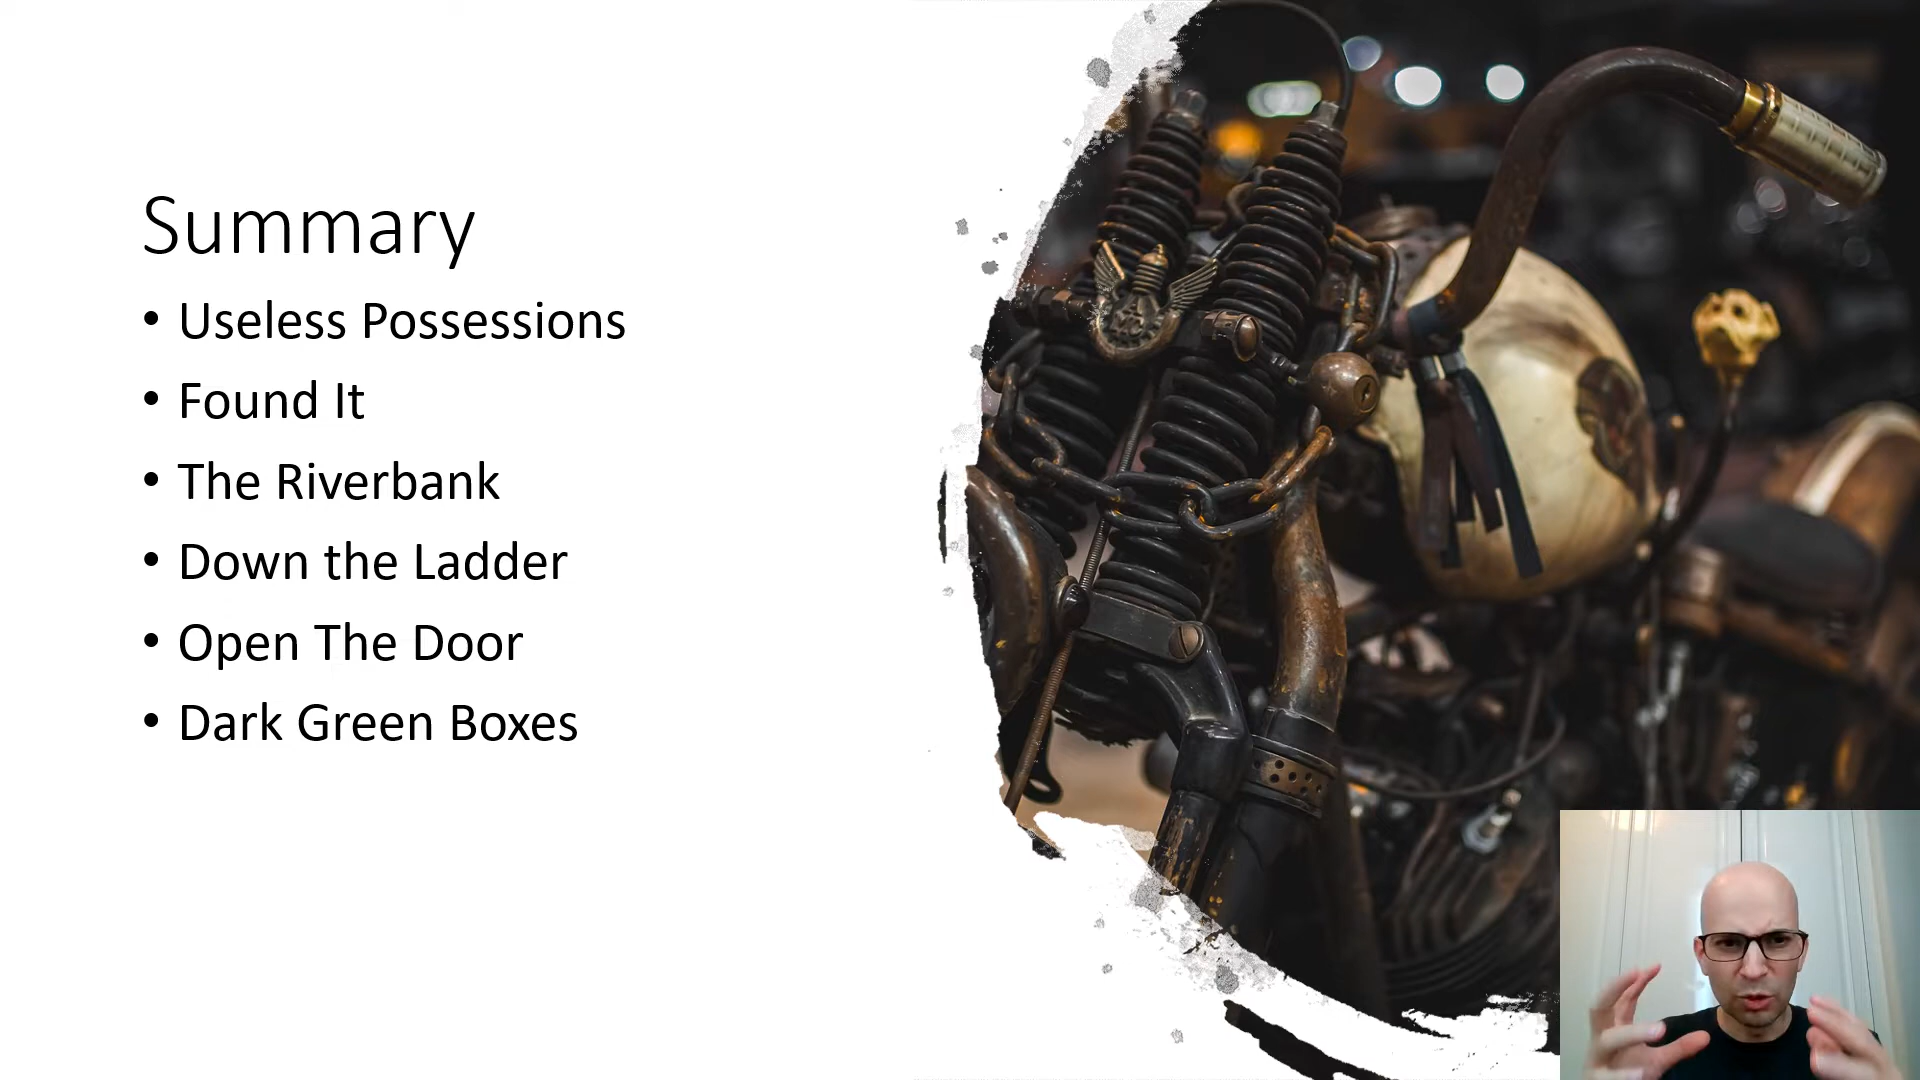 Summary
• Useless Possessions
• Found It
• The Riverbank
• Down the Ladder
• Open The Door
• Dark Green Boxes